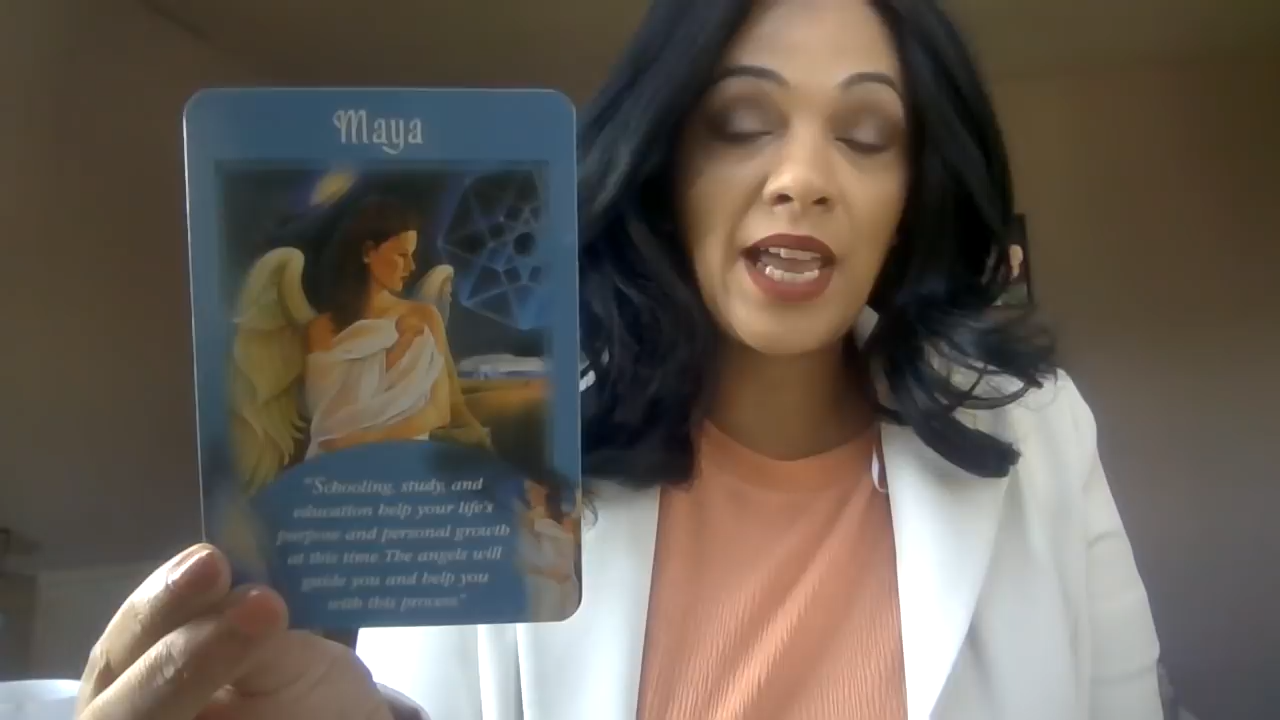 Maya
"Schooling, study, and
education help your life's
purpose and personal growth
at this time. The angels will
guide you and help you
with this process"